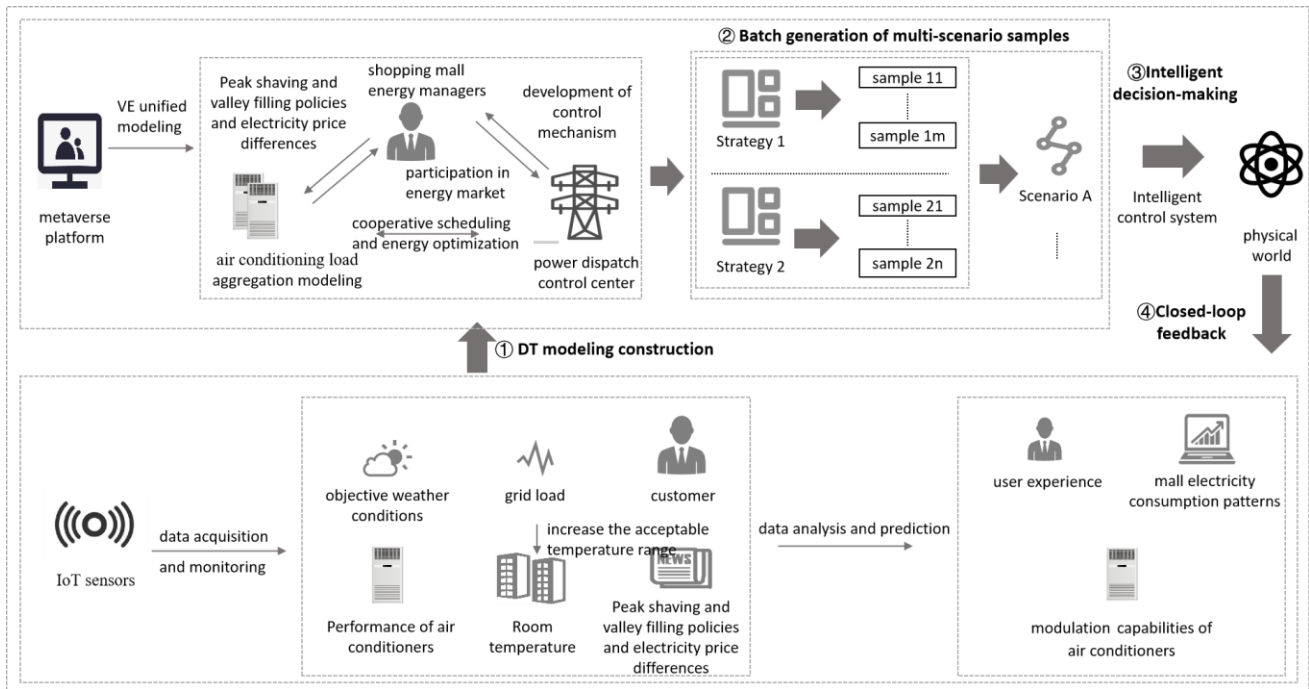 ② Batch generation of multi-scenario samples
③Intelligent
decision-making
VE unified
modeling
metaverse
platform
Peak shaving and
valley filling policies
and electricity price
differences
shopping mall
energy managers
development of
control
mechanism
participation in
energy market
cooperative scheduling
and energy optimization
air conditioning load
aggregation modeling
power dispatch
control center
Strategy 1
sample 11
sample 1m
Strategy 2
sample 21
sample 2n
Scenario A
Intelligent
control system
physical
world
④Closed-loop
feedback
① DT modeling construction
IoT sensors
data acquisition
and monitoring
objective weather
conditions
grid load
customer
increase the acceptable
temperature range
NEWS
Performance of air
conditioners
Room
temperature
Peak shaving and
valley filling policies
and electricity price
differences
data analysis and prediction
user experience
mall electricity
consumption patterns
modulation capabilities of
air conditioners